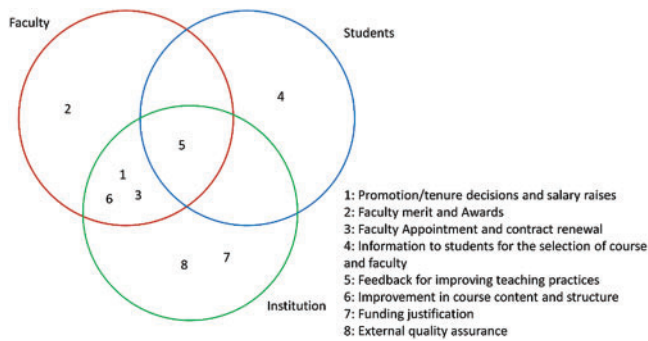 Faculty
Students
2
4
5
1
6
3
8
7
Institution
1: Promotion/tenure decisions and salary raises
2: Faculty merit and Awards
3: Faculty Appointment and contract renewal
4: Information to students for the selection of course
and faculty
5: Feedback for improving teaching practices
6: Improvement in course content and structure
7: Funding justification
8: External quality assurance